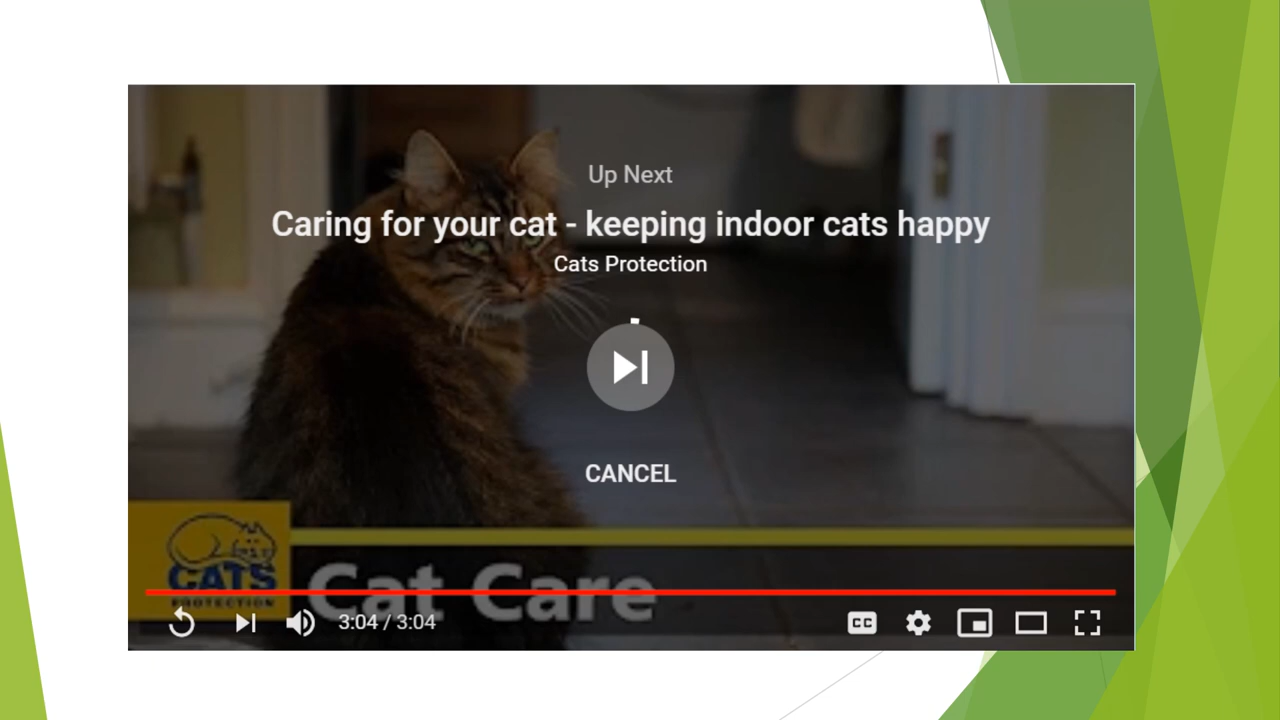 Up Next
Caring for your cat - keeping indoor cats happy
Cats Protection
CANCEL
CATS
PROTECTION
Cat Care
3:04 / 3:04
CC